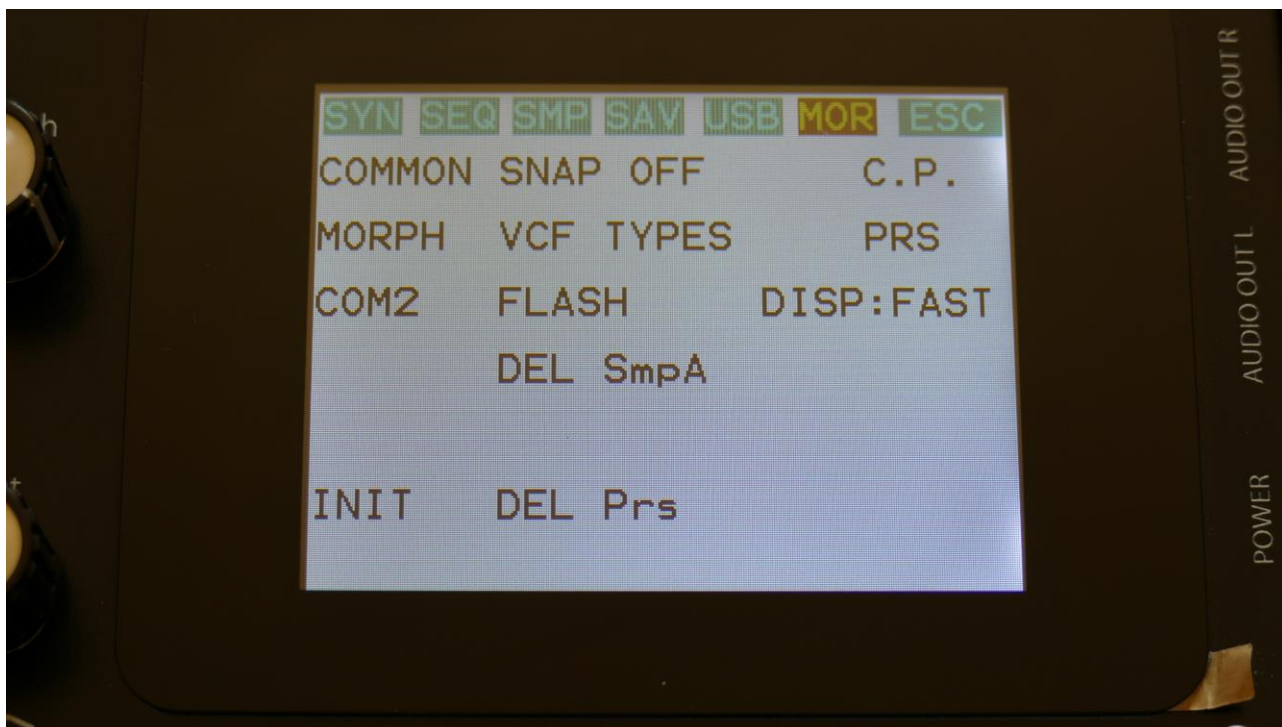 SYN SEQ SMP SAV USB MOR ESC
COMMON SNAP OFF C.P.
MORPH VCF TYPES PRS
COM2 FLASH DISP:FAST
DEL SmpA
INIT DEL Prs
AUDIO OUT R
AUDIO OUT L
POWER
h
t